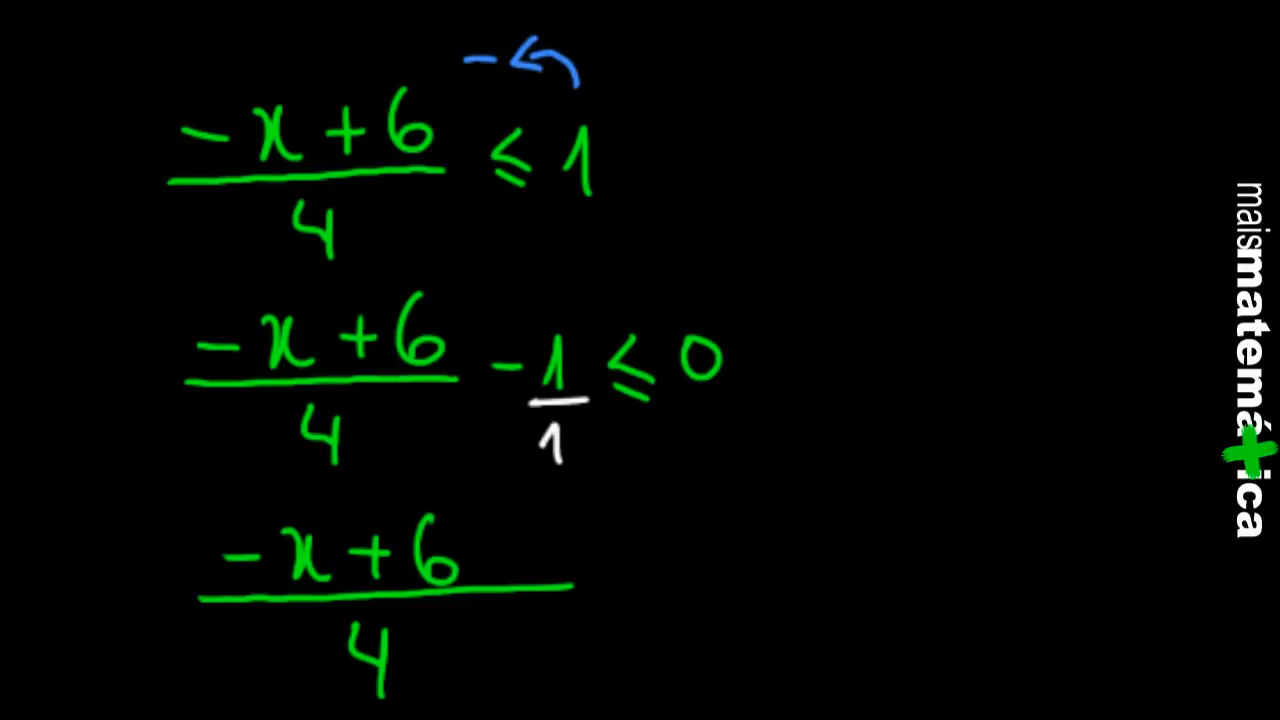 -x+6
4
≤ 1
-
-x+6
4
-1
1
≤ 0
-x+6
4
maismatemática